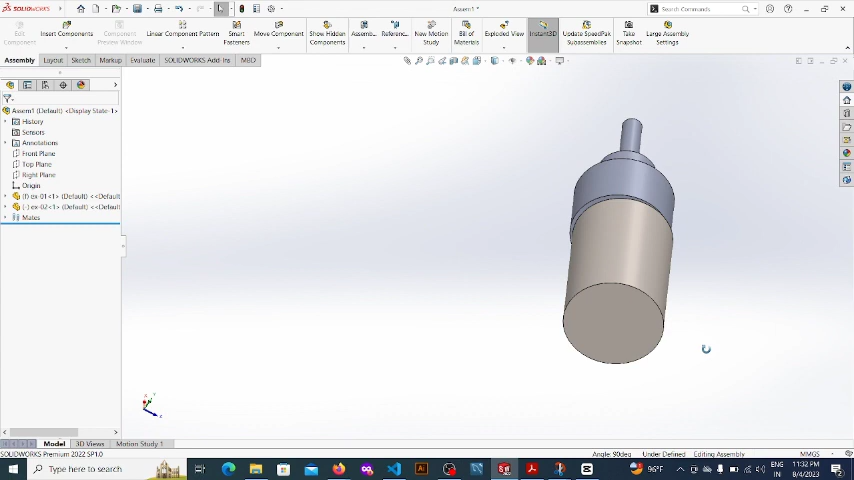 SOLIDWORKS
Assem1 *
Search Commands
Edit Component
Insert Components
Component Preview Window
Linear Component Pattern
Smart Fasteners
Move Component
Show Hidden Components
Assemb...
Referenc...
New Motion Study
Bill of Materials
Exploded View
Instant3D
Update SpeedPak Subassemblies
Take Snapshot
Large Assembly Settings
Assembly Layout Sketch Markup Evaluate SOLIDWORKS Add-Ins MBD
Assem1 (Default) <Display State-1>
History
Sensors
Annotations
Front Plane
Top Plane
Right Plane
Origin
(f) ex-01<1> (Default) <<Default
(-) ex-02<1> (Default) <<Default
Mates
Model 3D Views Motion Study 1
SOLIDWORKS Premium 2022 SP1.0
Angle: 90deg Under Defined Editing Assembly MMGS
Type here to search
96°F
ENG
IN
11:32 PM
8/4/2023